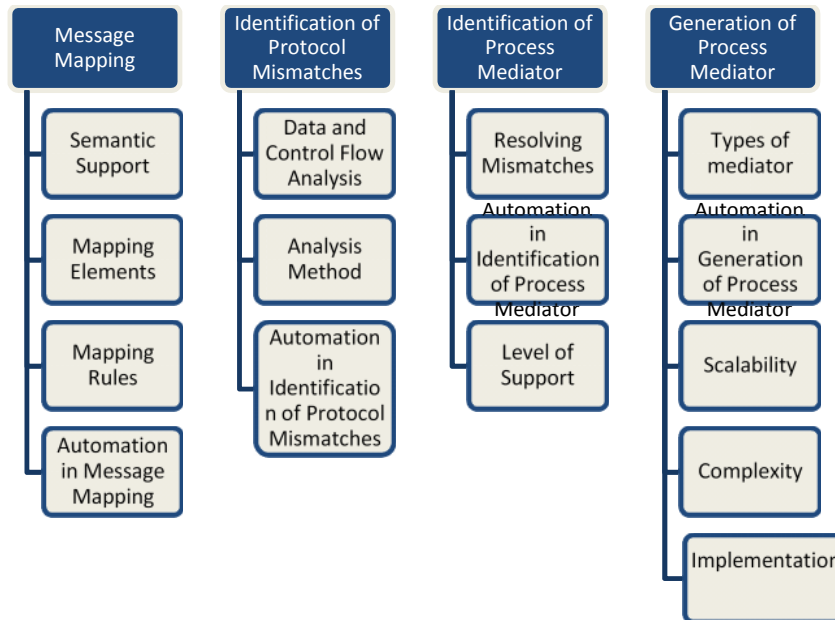 Message
Mapping
Semantic
Support
Mapping
Elements
Mapping
Rules
Automation
in Message
Mapping
Identification of
Protocol
Mismatches
Data and
Control Flow
Analysis
Analysis
Method
Automation
in
Identificatio
n of Protocol
Mismatches
Identification of
Process
Mediator
Resolving
Mismatches
Automation
in
Identification
of Process
Mediator
Level of
Support
Generation of
Process
Mediator
Types of
mediator
Automation
in
Generation
of Process
Mediator
Scalability
Complexity
Implementation